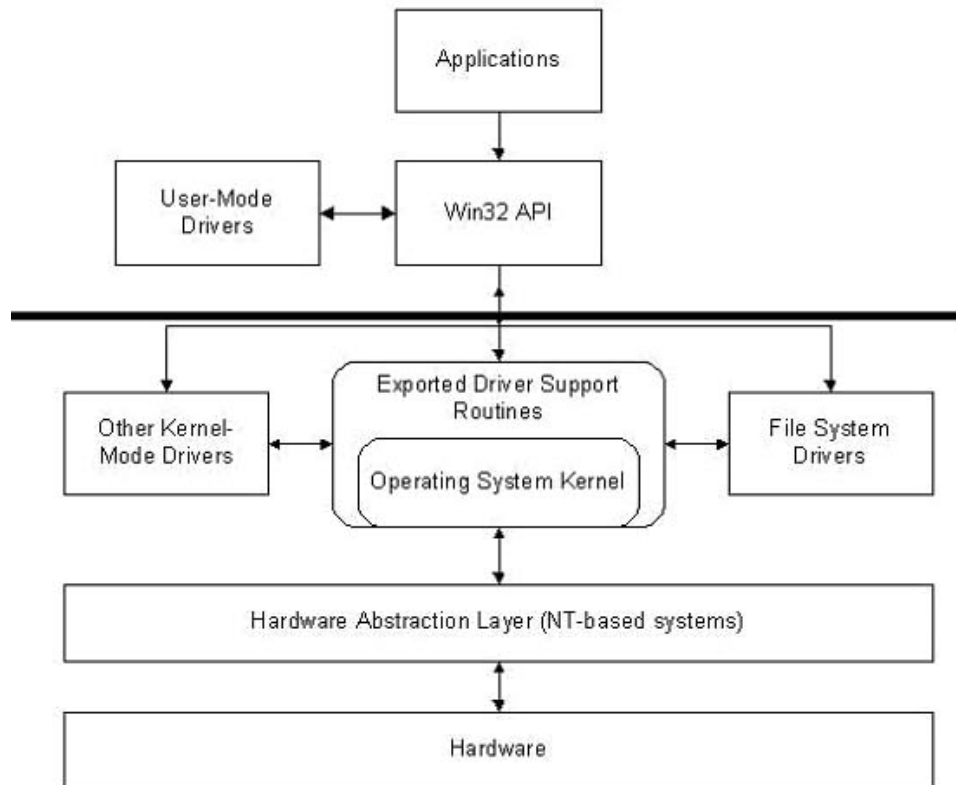 Applications
User-Mode
Drivers
Win32 API
Exported Driver Support
Routines
Other Kernel-
Mode Drivers
File System
Drivers
Operating System Kernel
Hardware Abstraction Layer (NT-based systems)
Hardware